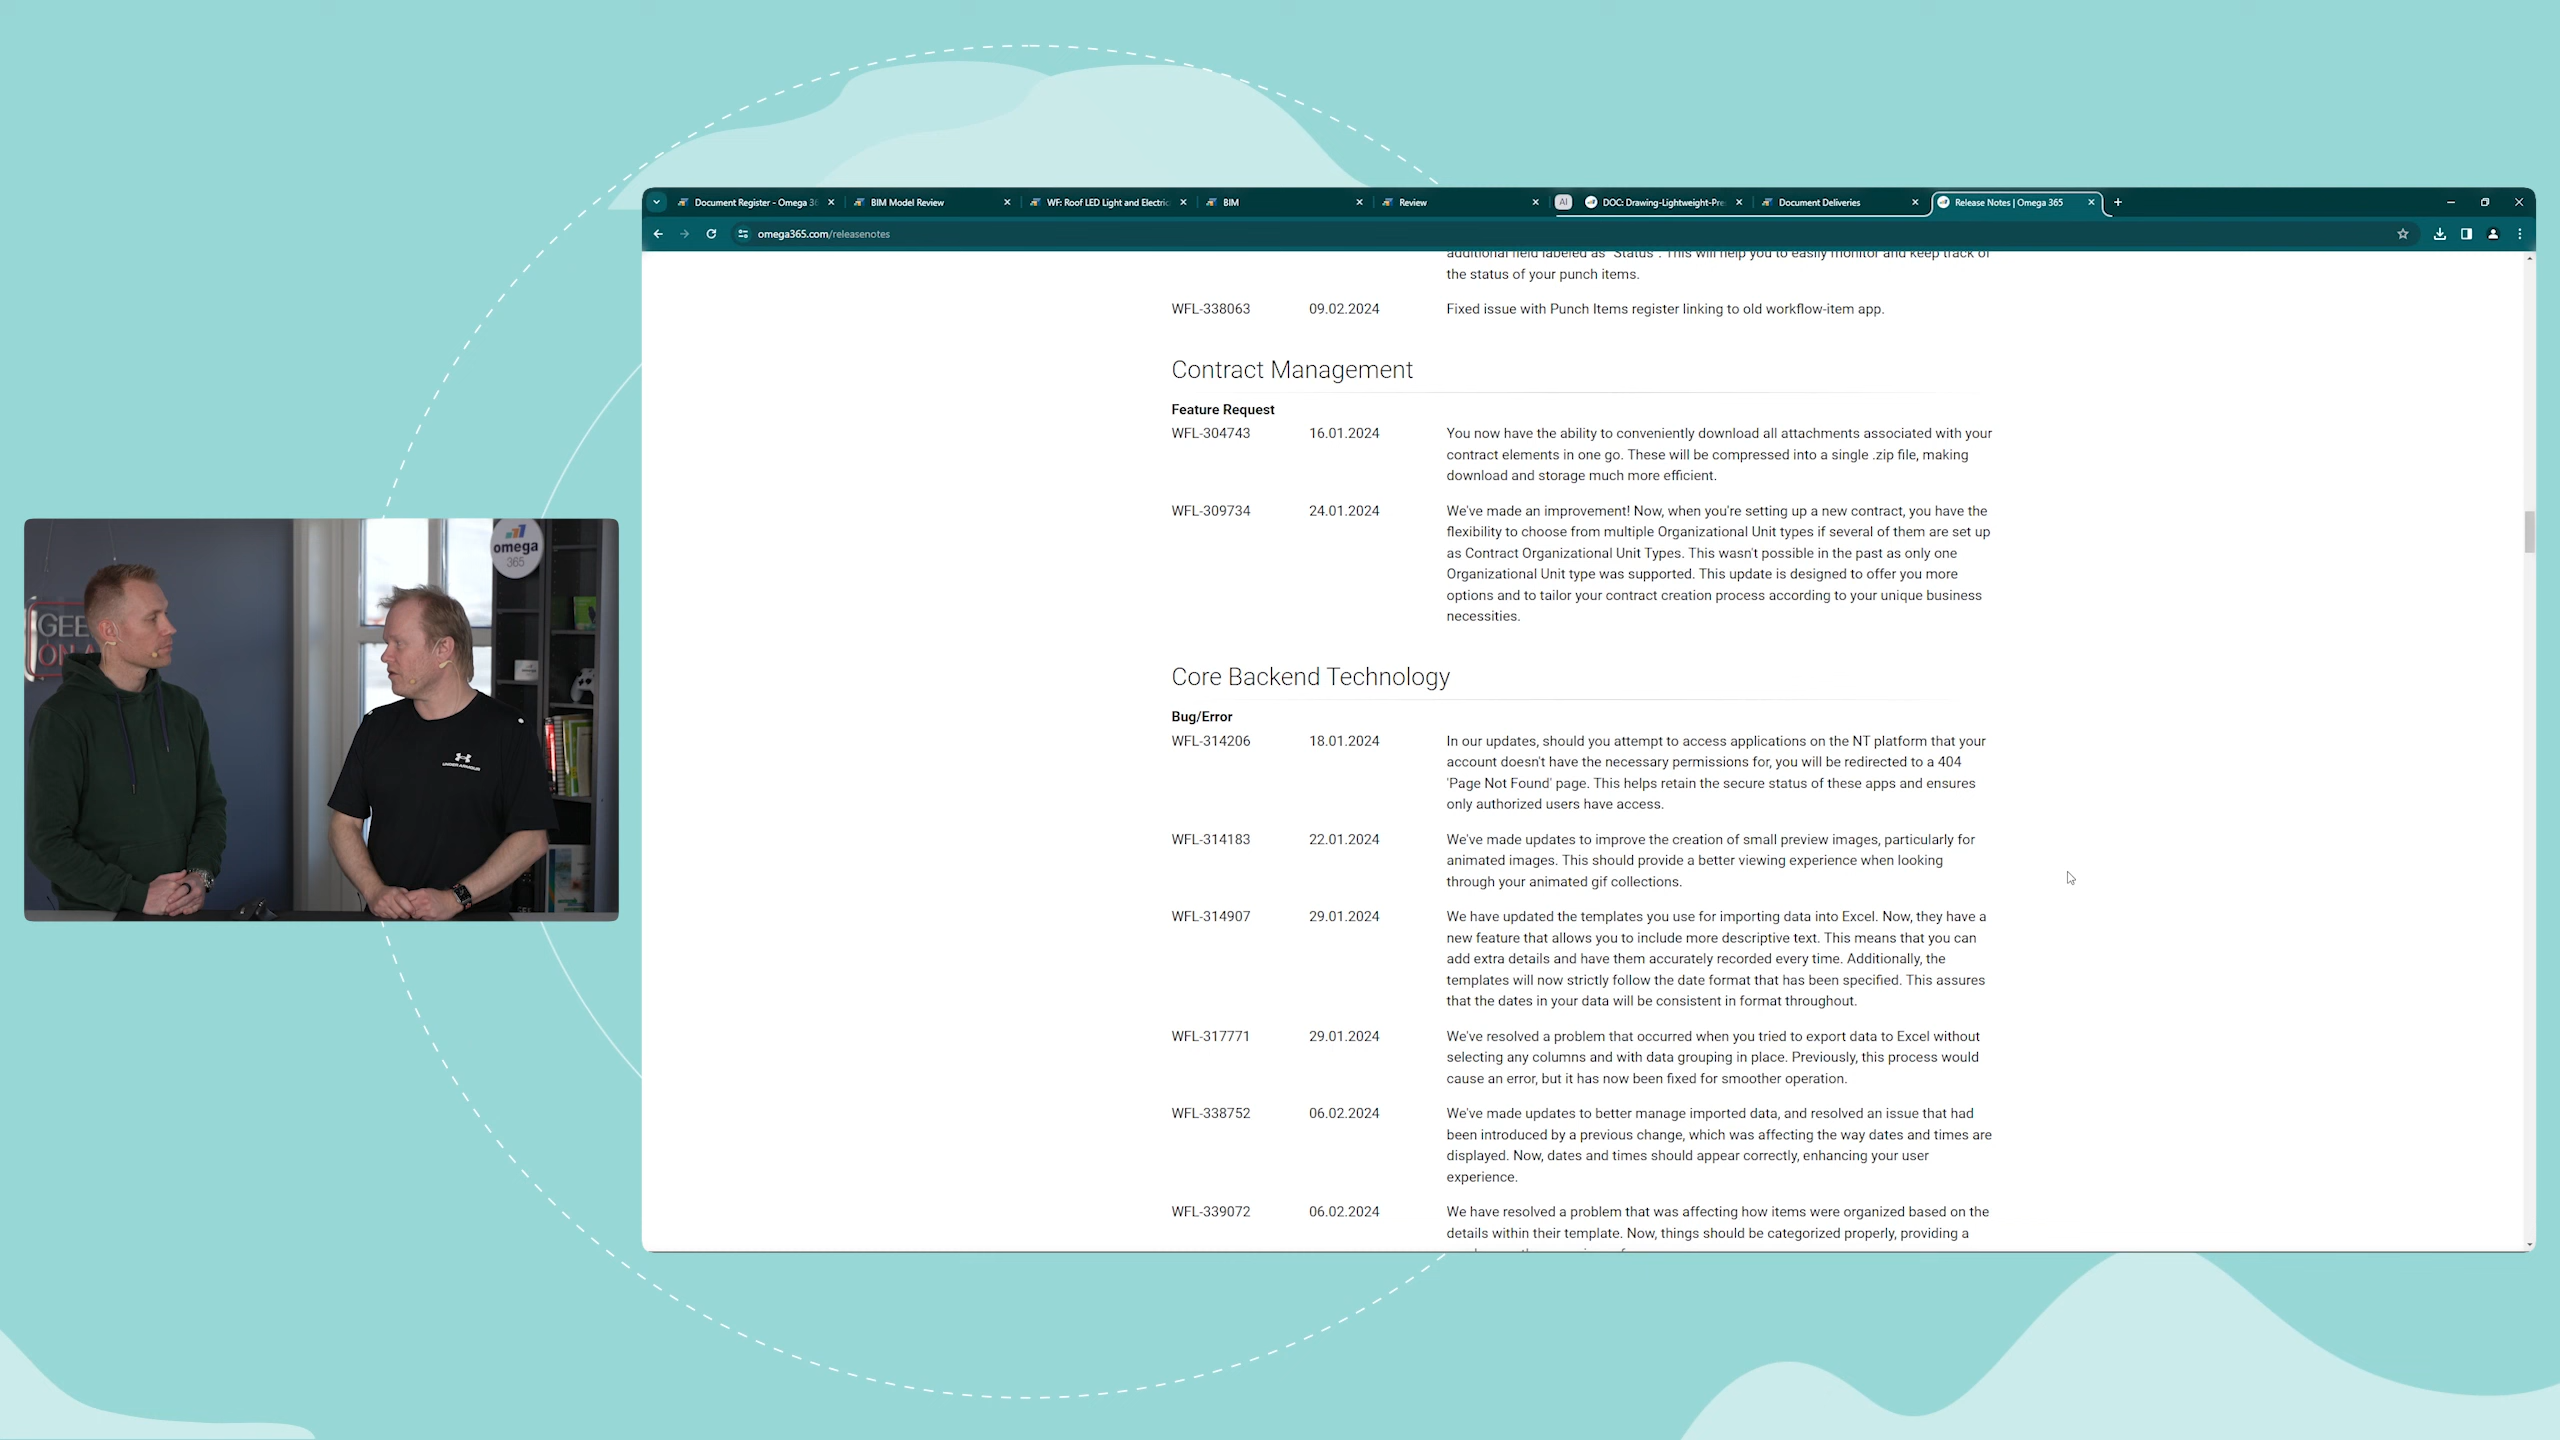 Document Register - Omega 36
BIM Model Review
WF: Roof LED Light and Electric
BIM
Review
AI
DOC: Drawing-Lightweight-Pre
Document Deliveries
Release Notes | Omega 365
omega365.com/releasenotes
additional field labeled as "Status". This will help you to easily monitor and keep track of
the status of your punch items.
WFL-338063 09.02.2024 Fixed issue with Punch Items register linking to old workflow-item app.
Contract Management
Feature Request
WFL-304743 16.01.2024 You now have the ability to conveniently download all attachments associated with your
contract elements in one go. These will be compressed into a single .zip file, making
download and storage much more efficient.
WFL-309734 24.01.2024 We've made an improvement! Now, when you're setting up a new contract, you have the
flexibility to choose from multiple Organizational Unit types if several of them are set up
as Contract Organizational Unit Types. This wasn't possible in the past as only one
Organizational Unit type was supported. This update is designed to offer you more
options and to tailor your contract creation process according to your unique business
necessities.
Core Backend Technology
Bug/Error
WFL-314206 18.01.2024 In our updates, should you attempt to access applications on the NT platform that your
account doesn't have the necessary permissions for, you will be redirected to a 404
'Page Not Found' page. This helps retain the secure status of these apps and ensures
only authorized users have access.
WFL-314183 22.01.2024 We've made updates to improve the creation of small preview images, particularly for
animated images. This should provide a better viewing experience when looking
through your animated gif collections.
WFL-314907 29.01.2024 We have updated the templates you use for importing data into Excel. Now, they have a
new feature that allows you to include more descriptive text. This means that you can
add extra details and have them accurately recorded every time. Additionally, the
templates will now strictly follow the date format that has been specified. This assures
that the dates in your data will be consistent in format throughout.
WFL-317771 29.01.2024 We've resolved a problem that occurred when you tried to export data to Excel without
selecting any columns and with data grouping in place. Previously, this process would
cause an error, but it has now been fixed for smoother operation.
WFL-338752 06.02.2024 We've made updates to better manage imported data, and resolved an issue that had
been introduced by a previous change, which was affecting the way dates and times are
displayed. Now, dates and times should appear correctly, enhancing your user
experience.
WFL-339072 06.02.2024 We have resolved a problem that was affecting how items were organized based on the
details within their template. Now, things should be categorized properly, providing a
omega
365
GEE
ON A
UNDER ARMOUR